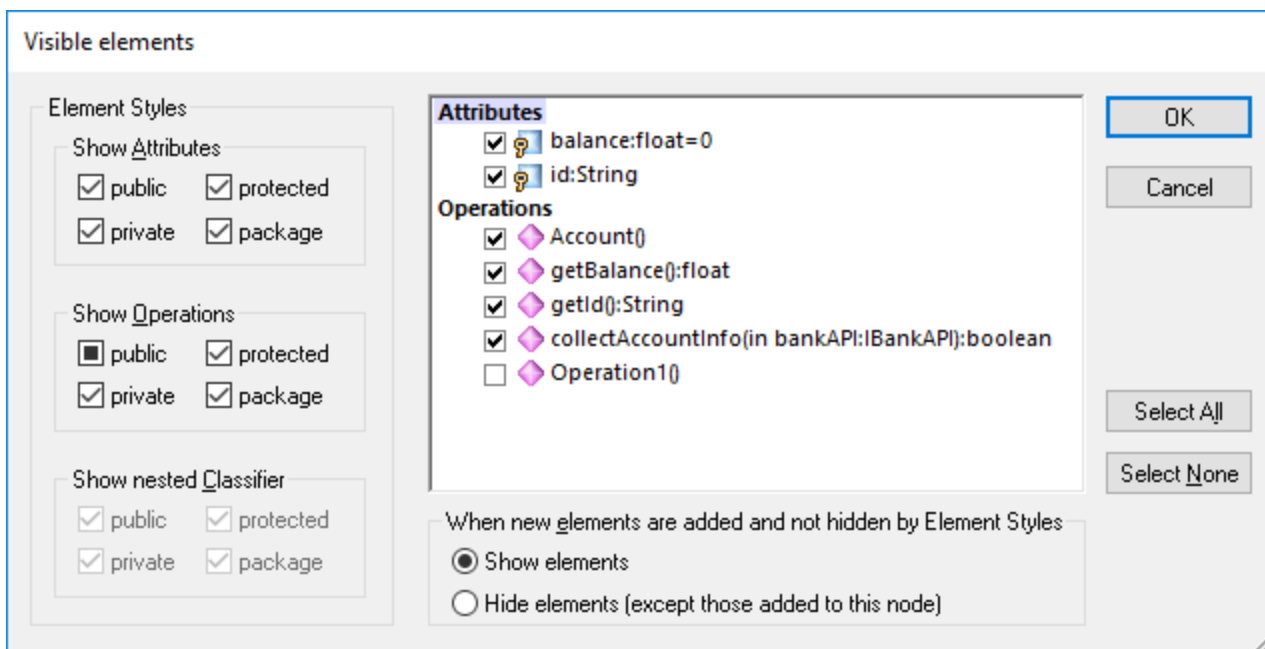 Visible elements
Element Styles
Show Attributes
public protected
private package
Show Operations
public protected
private package
Show nested Classifier
public protected
private package
Attributes
balance:float=0
id:String
Operations
Account()
getBalance():float
getId():String
collectAccountInfo(in bankAPI:IBankAPI):boolean
Operation1()
When new elements are added and not hidden by Element Styles
Show elements
Hide elements (except those added to this node)
OK
Cancel
Select All
Select None